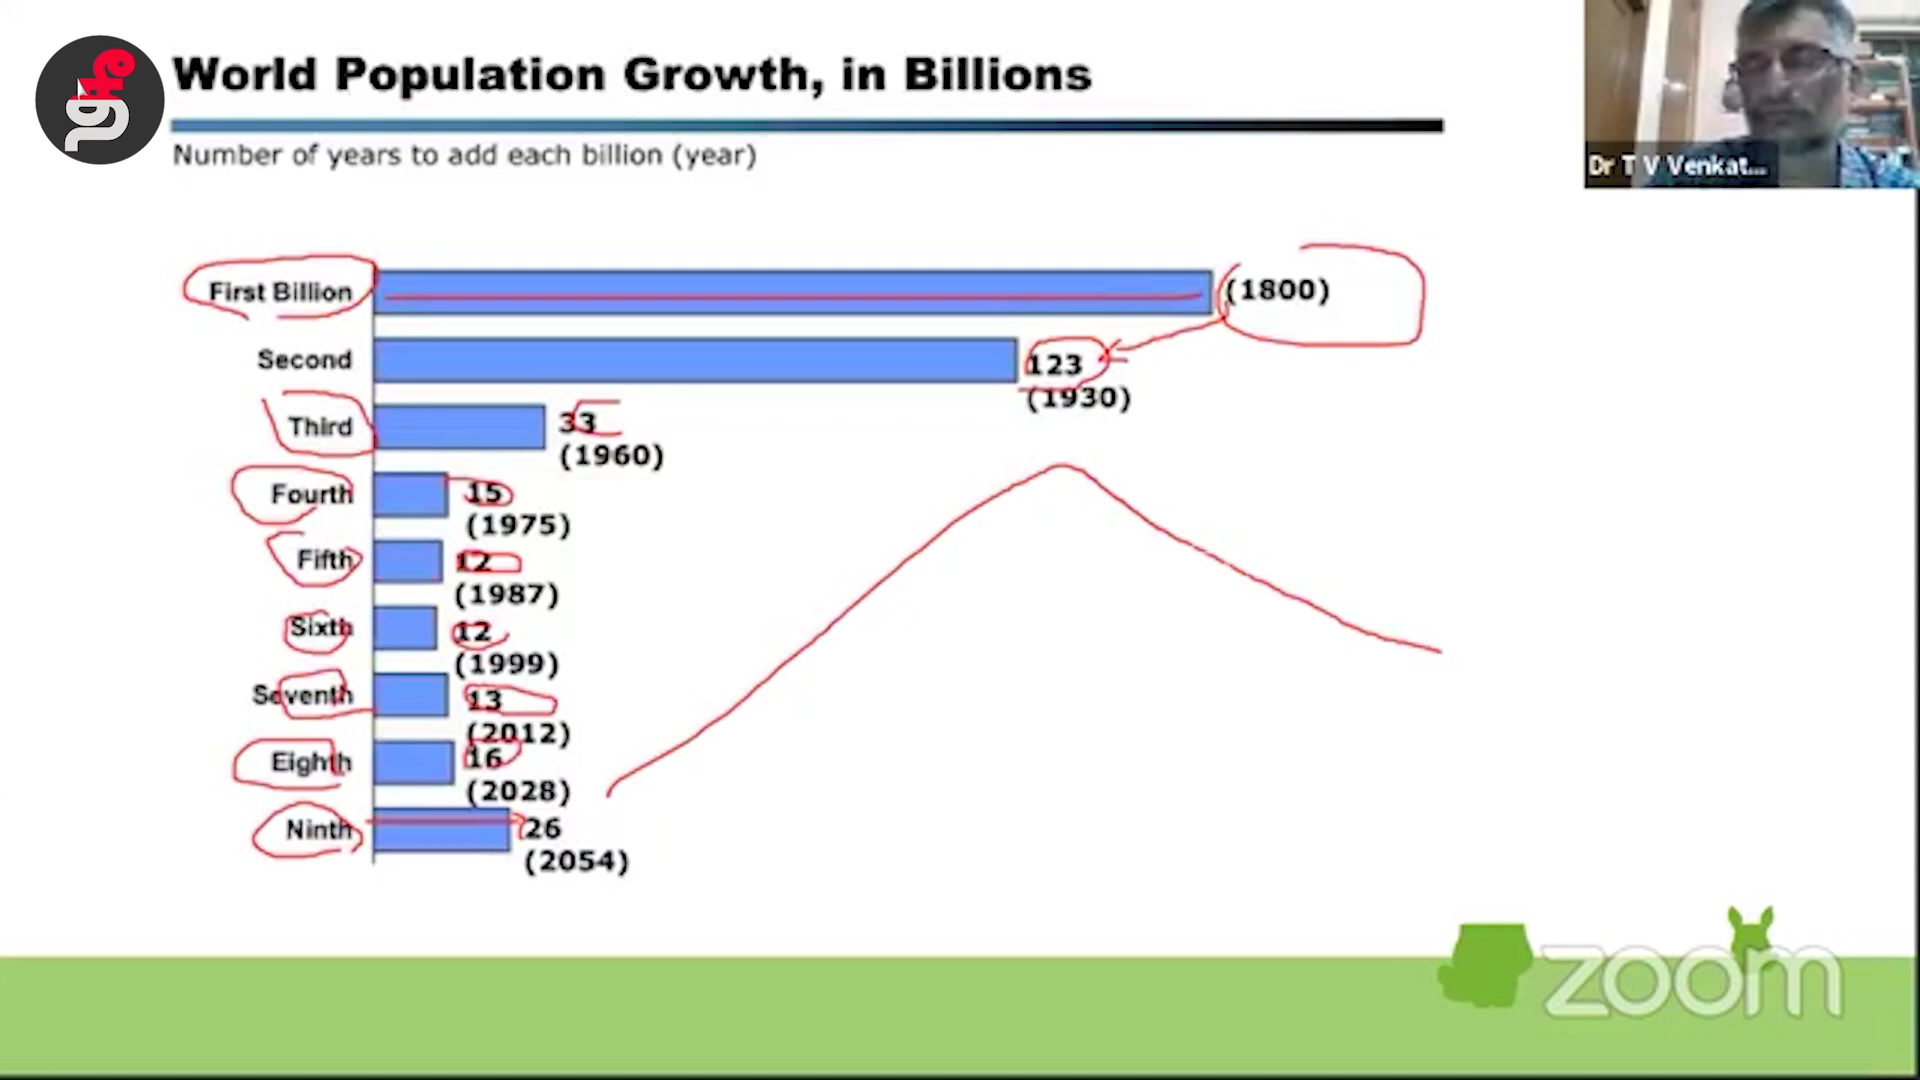 World Population Growth, in Billions
Number of years to add each billion (year)
Dr T V Venkat...
First Billion
(1800)
Second
123
(1930)
Third
33
(1960)
Fourth
15
(1975)
Fifth
12
(1987)
Sixth
12
(1999)
Seventh
13
(2012)
Eighth
16
(2028)
Ninth
26
(2054)
zoom